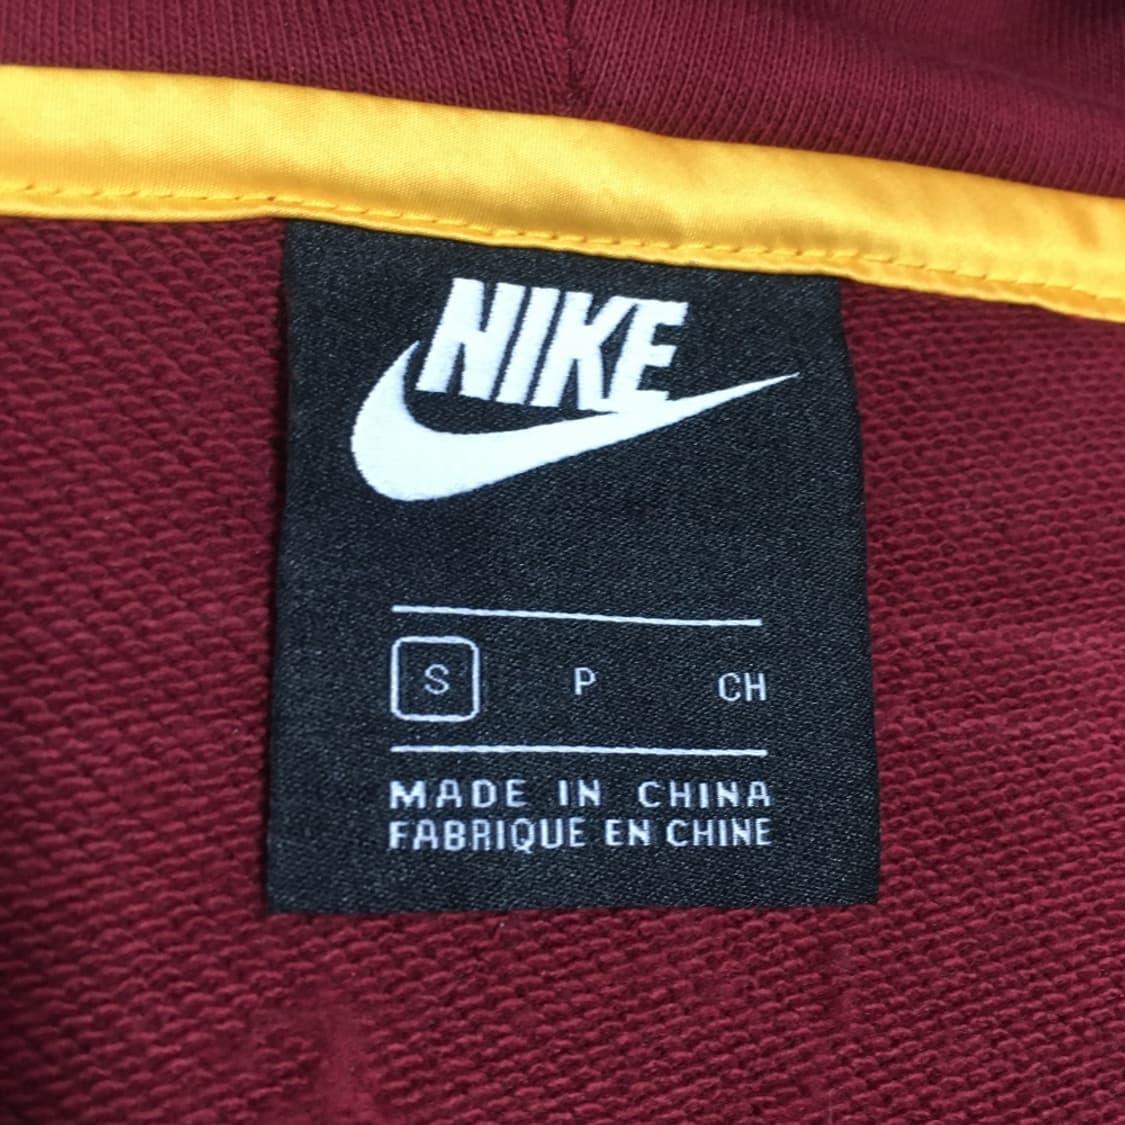 NIKE
S P CH
MADE IN CHINA
FABRIQUE EN CHINE